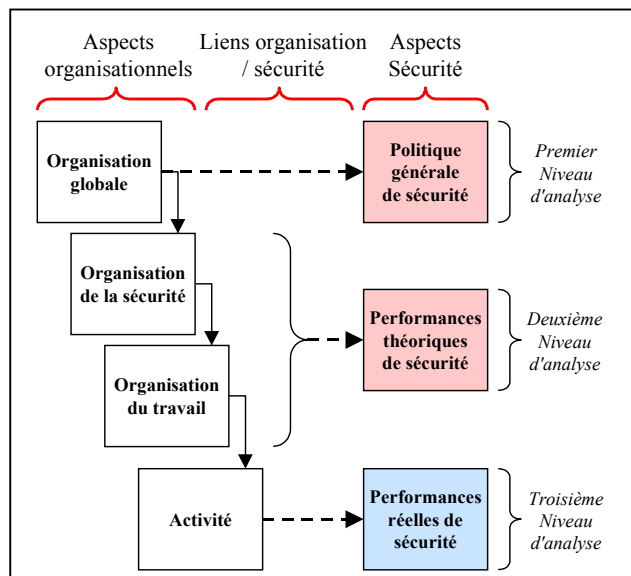 Aspects
organisationnels
Liens organisation
/ sécurité
Aspects
Sécurité
Organisation
globale
Politique
générale
de sécurité
Premier
Niveau
d'analyse
Organisation
de la sécurité
Organisation
du travail
Performances
théoriques
de sécurité
Deuxième
Niveau
d'analyse
Activité
Performances
réelles de
sécurité
Troisième
Niveau
d'analyse